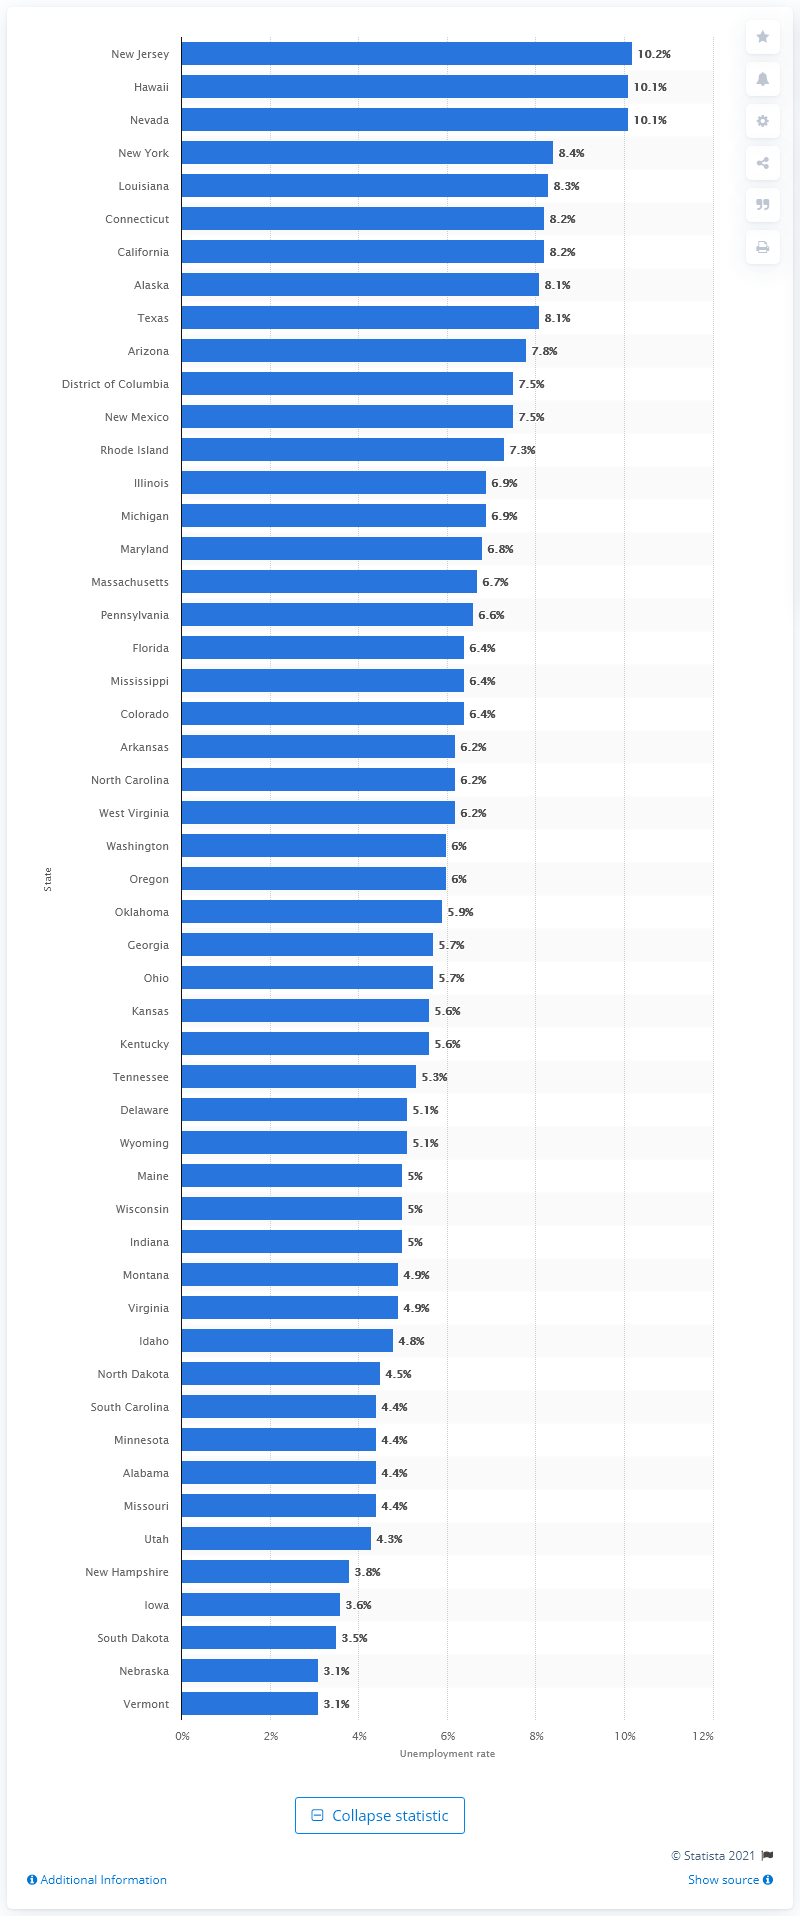 New Jersey 10.2%
Hawaii 10.1%
Nevada 10.1%
New York 8.4%
Louisiana 8.3%
Connecticut 8.2%
California 8.2%
Alaska 8.1%
Texas 8.1%
Arizona 7.8%
District of Columbia 7.5%
New Mexico 7.5%
Rhode Island 7.3%
Illinois 6.9%
Michigan 6.9%
Maryland 6.8%
Massachusetts 6.7%
Pennsylvania 6.6%
Florida 6.4%
Mississippi 6.4%
Colorado 6.4%
Arkansas 6.2%
North Carolina 6.2%
West Virginia 6.2%
Washington 6%
State
Oregon 6%
Oklahoma 5.9%
Georgia 5.7%
Ohio 5.7%
Kansas 5.6%
Kentucky 5.6%
Tennessee 5.3%
Delaware 5.1%
Wyoming 5.1%
Maine 5%
Wisconsin 5%
Indiana 5%
Montana 4.9%
Virginia 4.9%
Idaho 4.8%
North Dakota 4.5%
South Carolina 4.4%
Minnesota 4.4%
Alabama 4.4%
Missouri 4.4%
Utah 4.3%
New Hampshire 3.8%
Iowa 3.6%
South Dakota 3.5%
Nebraska 3.1%
Vermont 3.1%
0% 2% 4% 6% 8% 10% 12%
Unemployment rate
Collapse statistic
© Statista 2021
Additional Information Show source